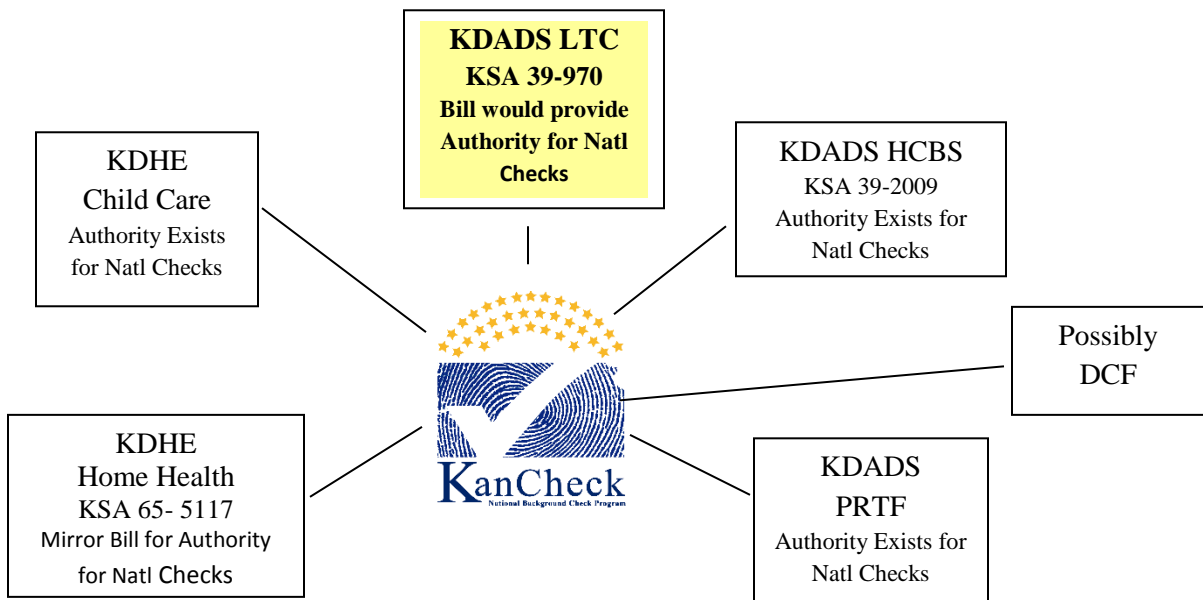 KDADS LTC
KSA 39-970
Bill would provide
Authority for Natl
Checks
KDHE
Child Care
Authority Exists
for Natl Checks
KDADS HCBS
KSA 39-2009
Authority Exists for
Natl Checks
Possibly
DCF
KDHE
Home Health
KSA 65- 5117
Mirror Bill for Authority
for Natl Checks
KanCheck
National Background Check Program
KDADS
PRTF
Authority Exists for
Natl Checks